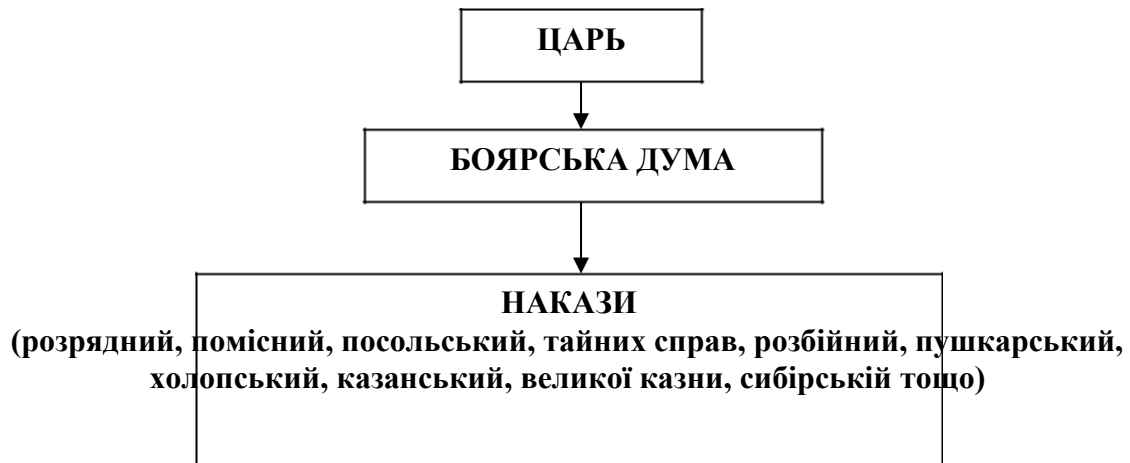 ЦАРЬ
БОЯРСЬКА ДУМА
НАКАЗИ
(розрядний, помісний, посольський, тайних справ, розбійний, пушкарський,
холопський, казанський, великої казни, сибірській тощо)